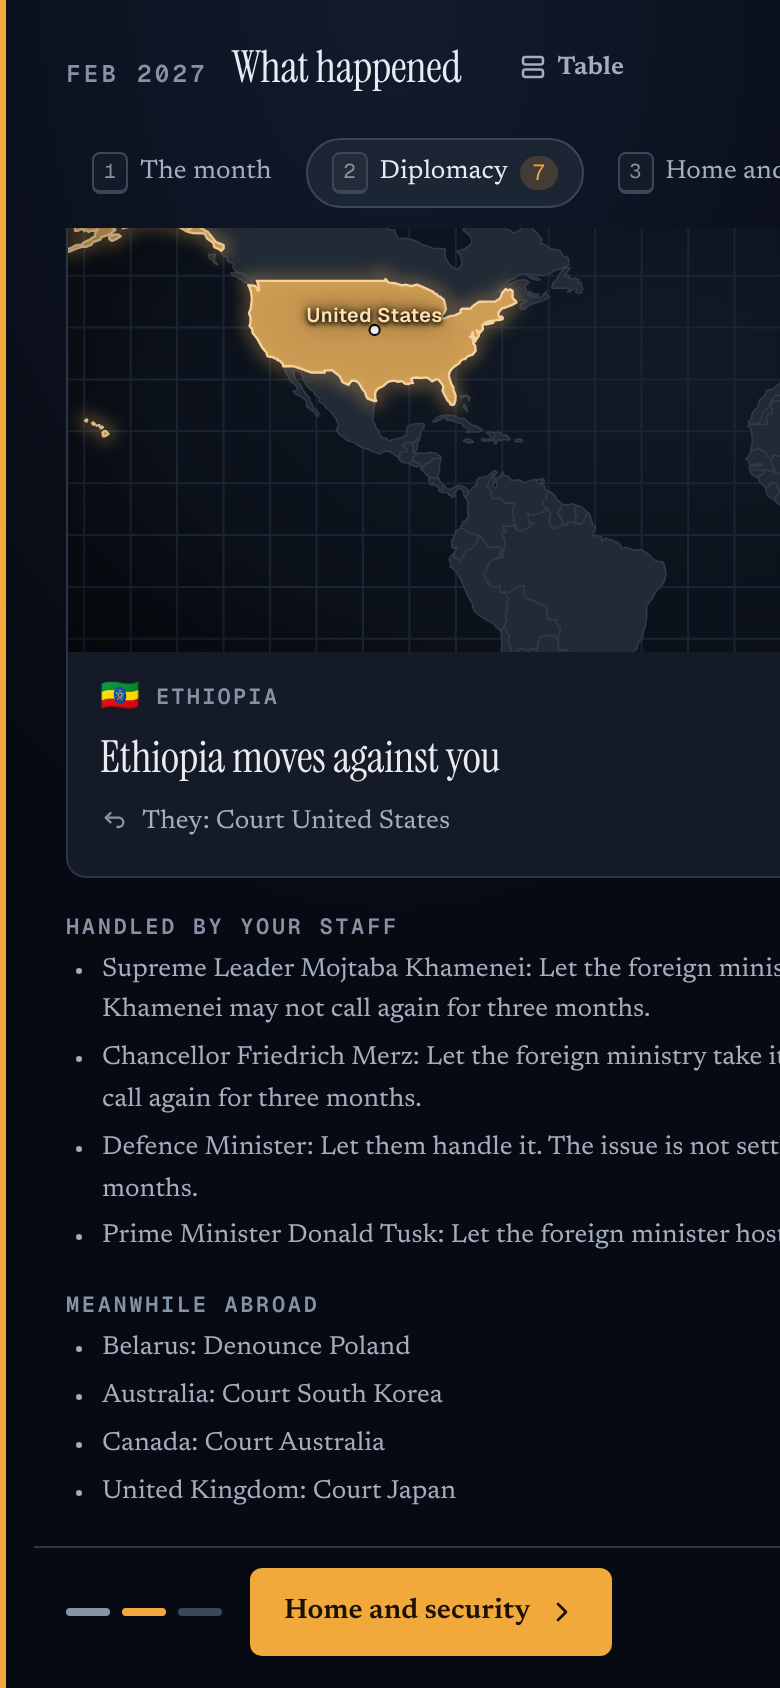 FEB 2027 What happened Table
1 The month 2 Diplomacy 7 3 Home and
United States
ETHIOPIA
Ethiopia moves against you
They: Court United States
HANDLED BY YOUR STAFF
• Supreme Leader Mojtaba Khamenei: Let the foreign minis
Khamenei may not call again for three months.
• Chancellor Friedrich Merz: Let the foreign ministry take it
call again for three months.
• Defence Minister: Let them handle it. The issue is not sett
months.
• Prime Minister Donald Tusk: Let the foreign minister host
MEANWHILE ABROAD
• Belarus: Denounce Poland
• Australia: Court South Korea
• Canada: Court Australia
• United Kingdom: Court Japan
Home and security